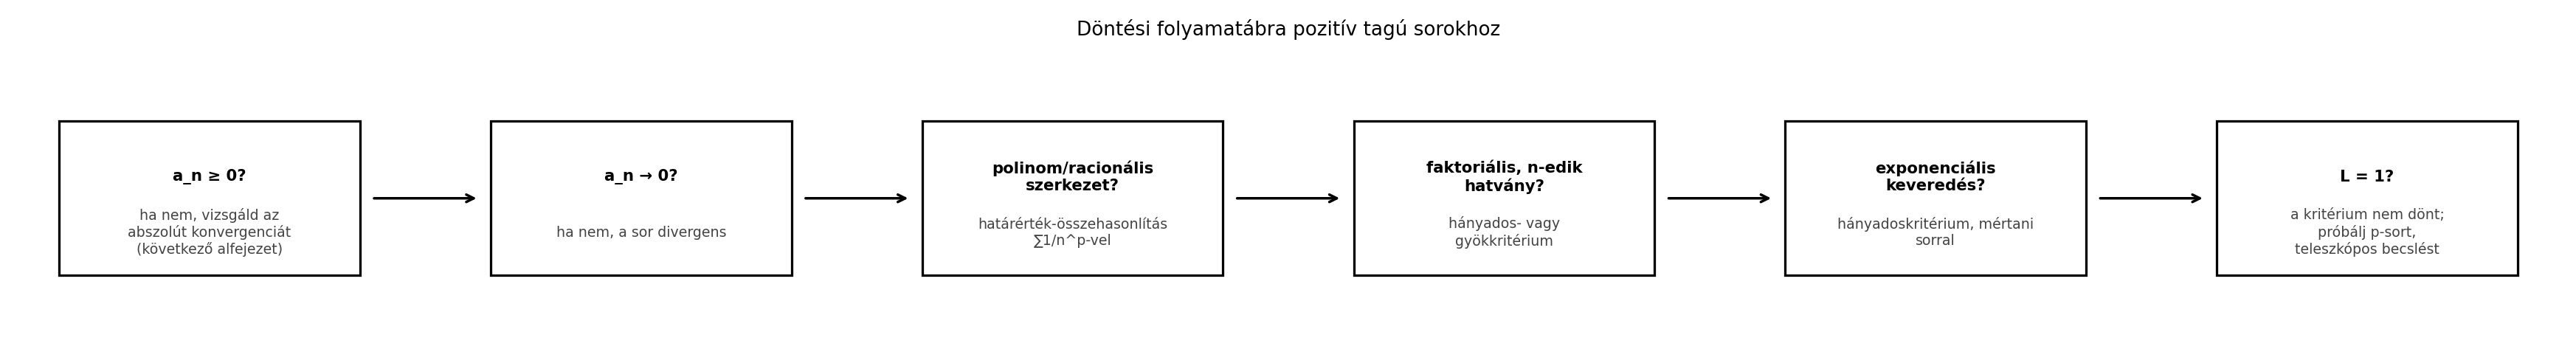 Döntési folyamatábra pozitív tagú sorokhoz
a_n ≥ 0?
ha nem, vizsgáld az
abszolút konvergenciát
(következő alfejezet)
a_n → 0?
ha nem, a sor divergens
polinom/racionális
szerkezet?
határérték-összehasonlítás
∑1/n^p-vel
faktoriális, n-edik
hatvány?
hányados- vagy
gyökkritérium
exponenciális
keveredés?
hányadoskritérium, mértani
sorral
L = 1?
a kritérium nem dönt;
próbálj p-sort,
teleszkópos becslést